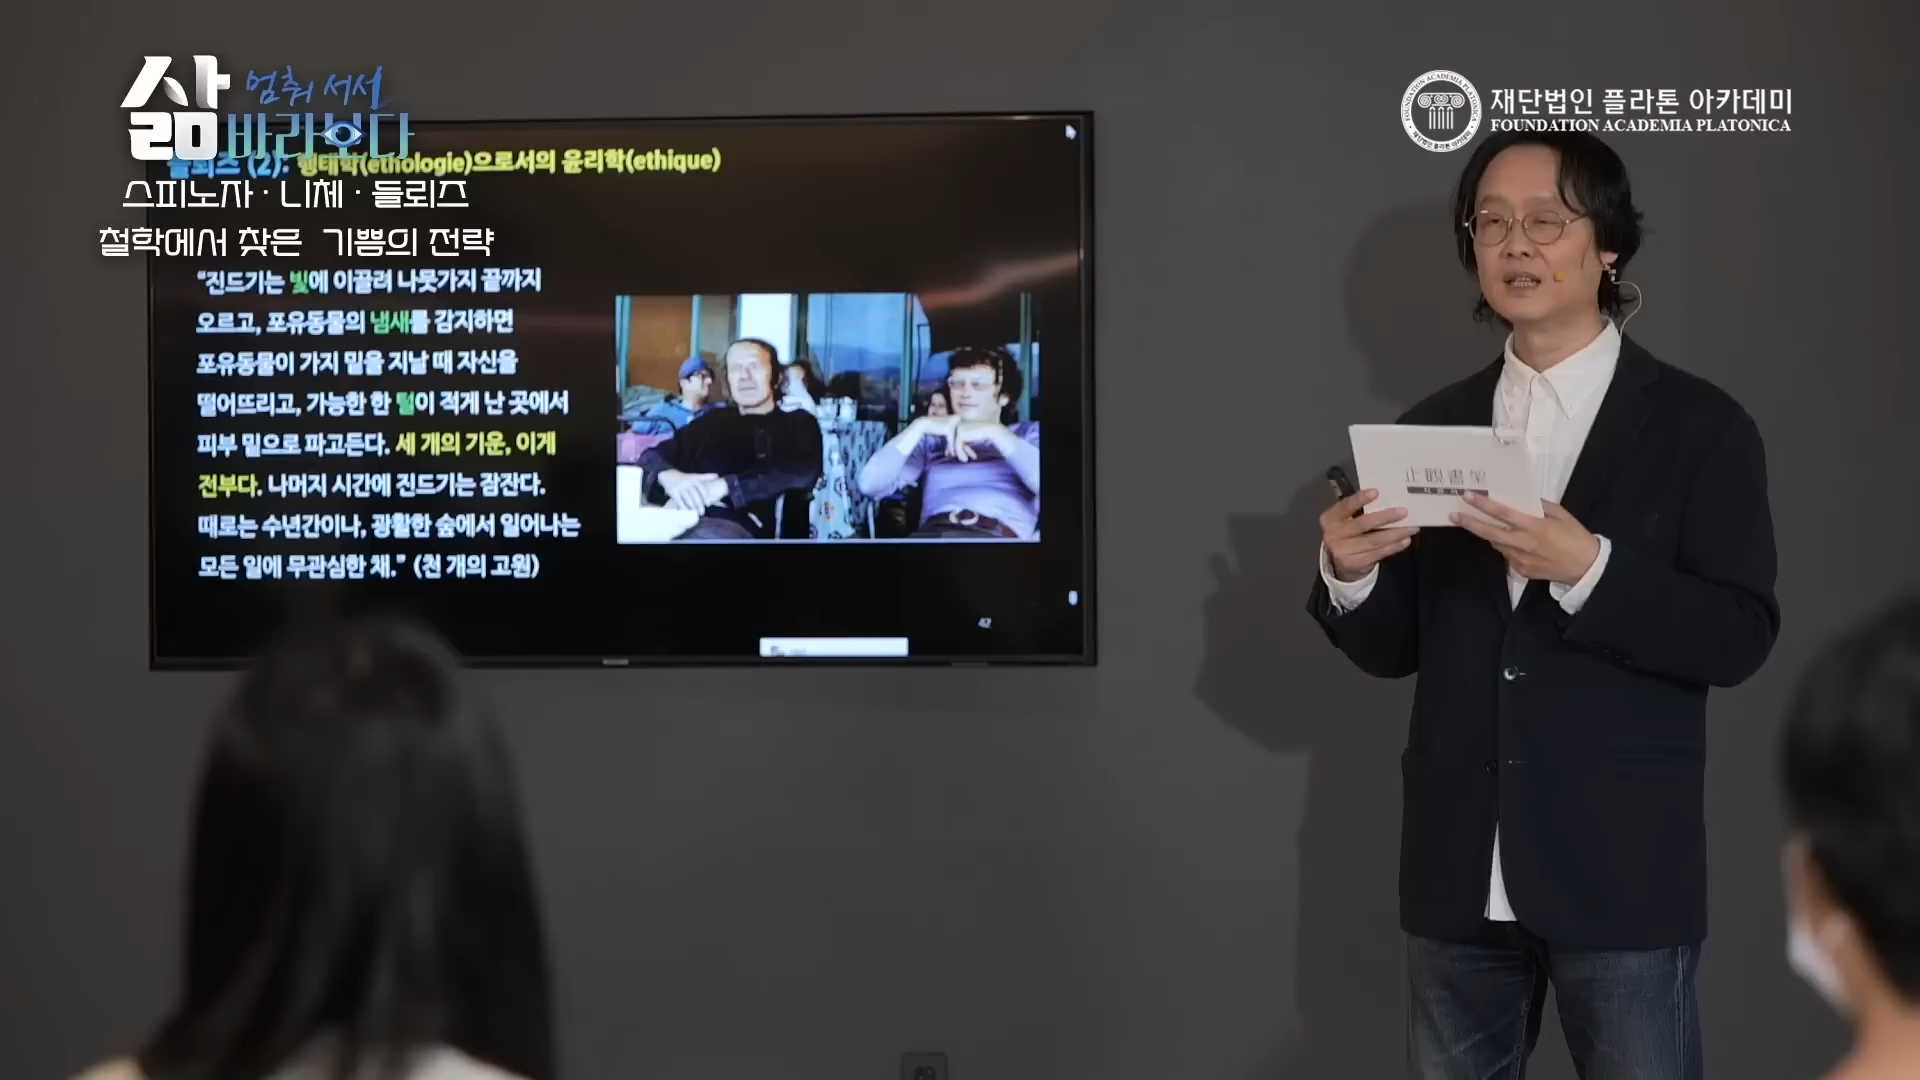 삶 멈춰 서서
바라보다
스피노자 · 니체 · 들뢰즈
철학에서 찾은 기쁨의 전략
재단법인 플라톤 아카데미
FOUNDATION ACADEMIA PLATONICA
들뢰즈 (2): 행태학(ethologie)으로서의 윤리학(ethique)
“진드기는 빛에 이끌려 나뭇가지 끝까지
오르고, 포유동물의 냄새를 감지하면
포유동물이 가지 밑을 지날 때 자신을
떨어뜨리고, 가능한 한 털이 적게 난 곳에서
피부 밑으로 파고든다. 세 개의 기운, 이게
전부다. 나머지 시간에 진드기는 잠잔다.
때로는 수년간이나, 광활한 숲에서 일어나는
모든 일에 무관심한 채.” (천 개의 고원)
42